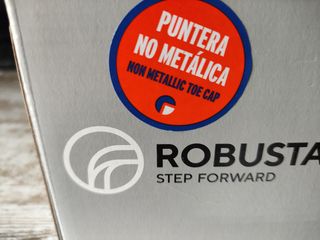 PUNTERA
NO METÁLICA
NON METALLIC TOE CAP
ROBUSTA
STEP FORWARD